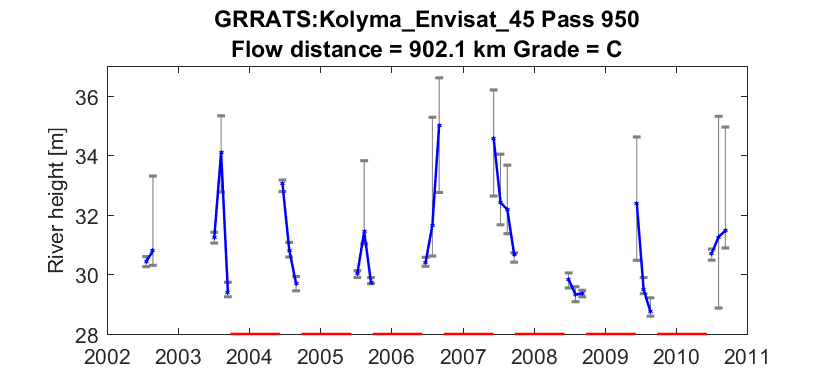 GRRATS:Kolyma_Envisat_45 Pass 950
Flow distance = 902.1 km Grade = C
River height [m]
36
34
32
30
28
2002 2003 2004 2005 2006 2007 2008 2009 2010 2011